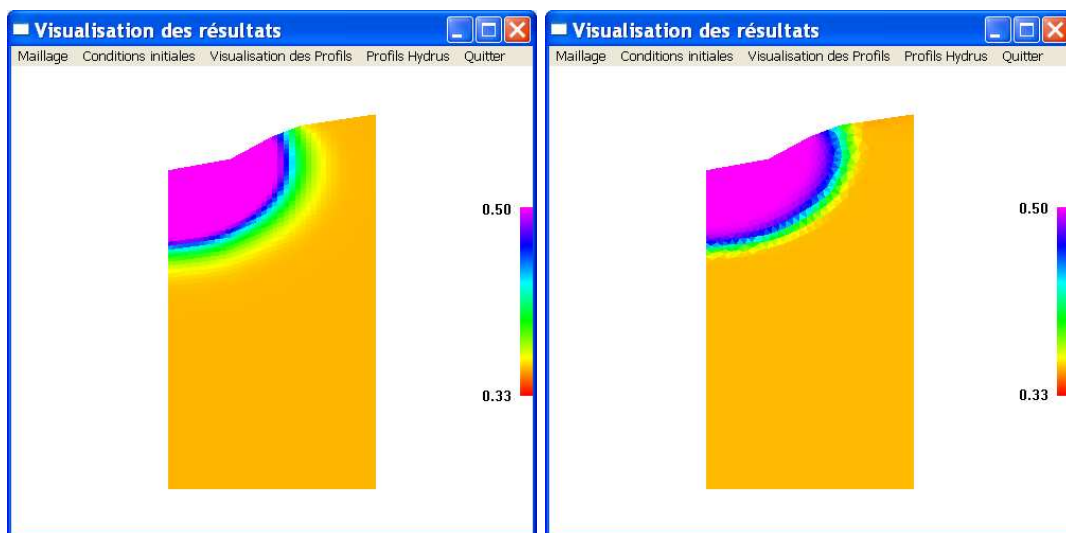 Visualisation des résultats
Maillage Conditions initiales Visualisation des Profils Profils Hydrus Quitter
0.50
0.33
Visualisation des résultats
Maillage Conditions initiales Visualisation des Profils Profils Hydrus Quitter
0.50
0.33